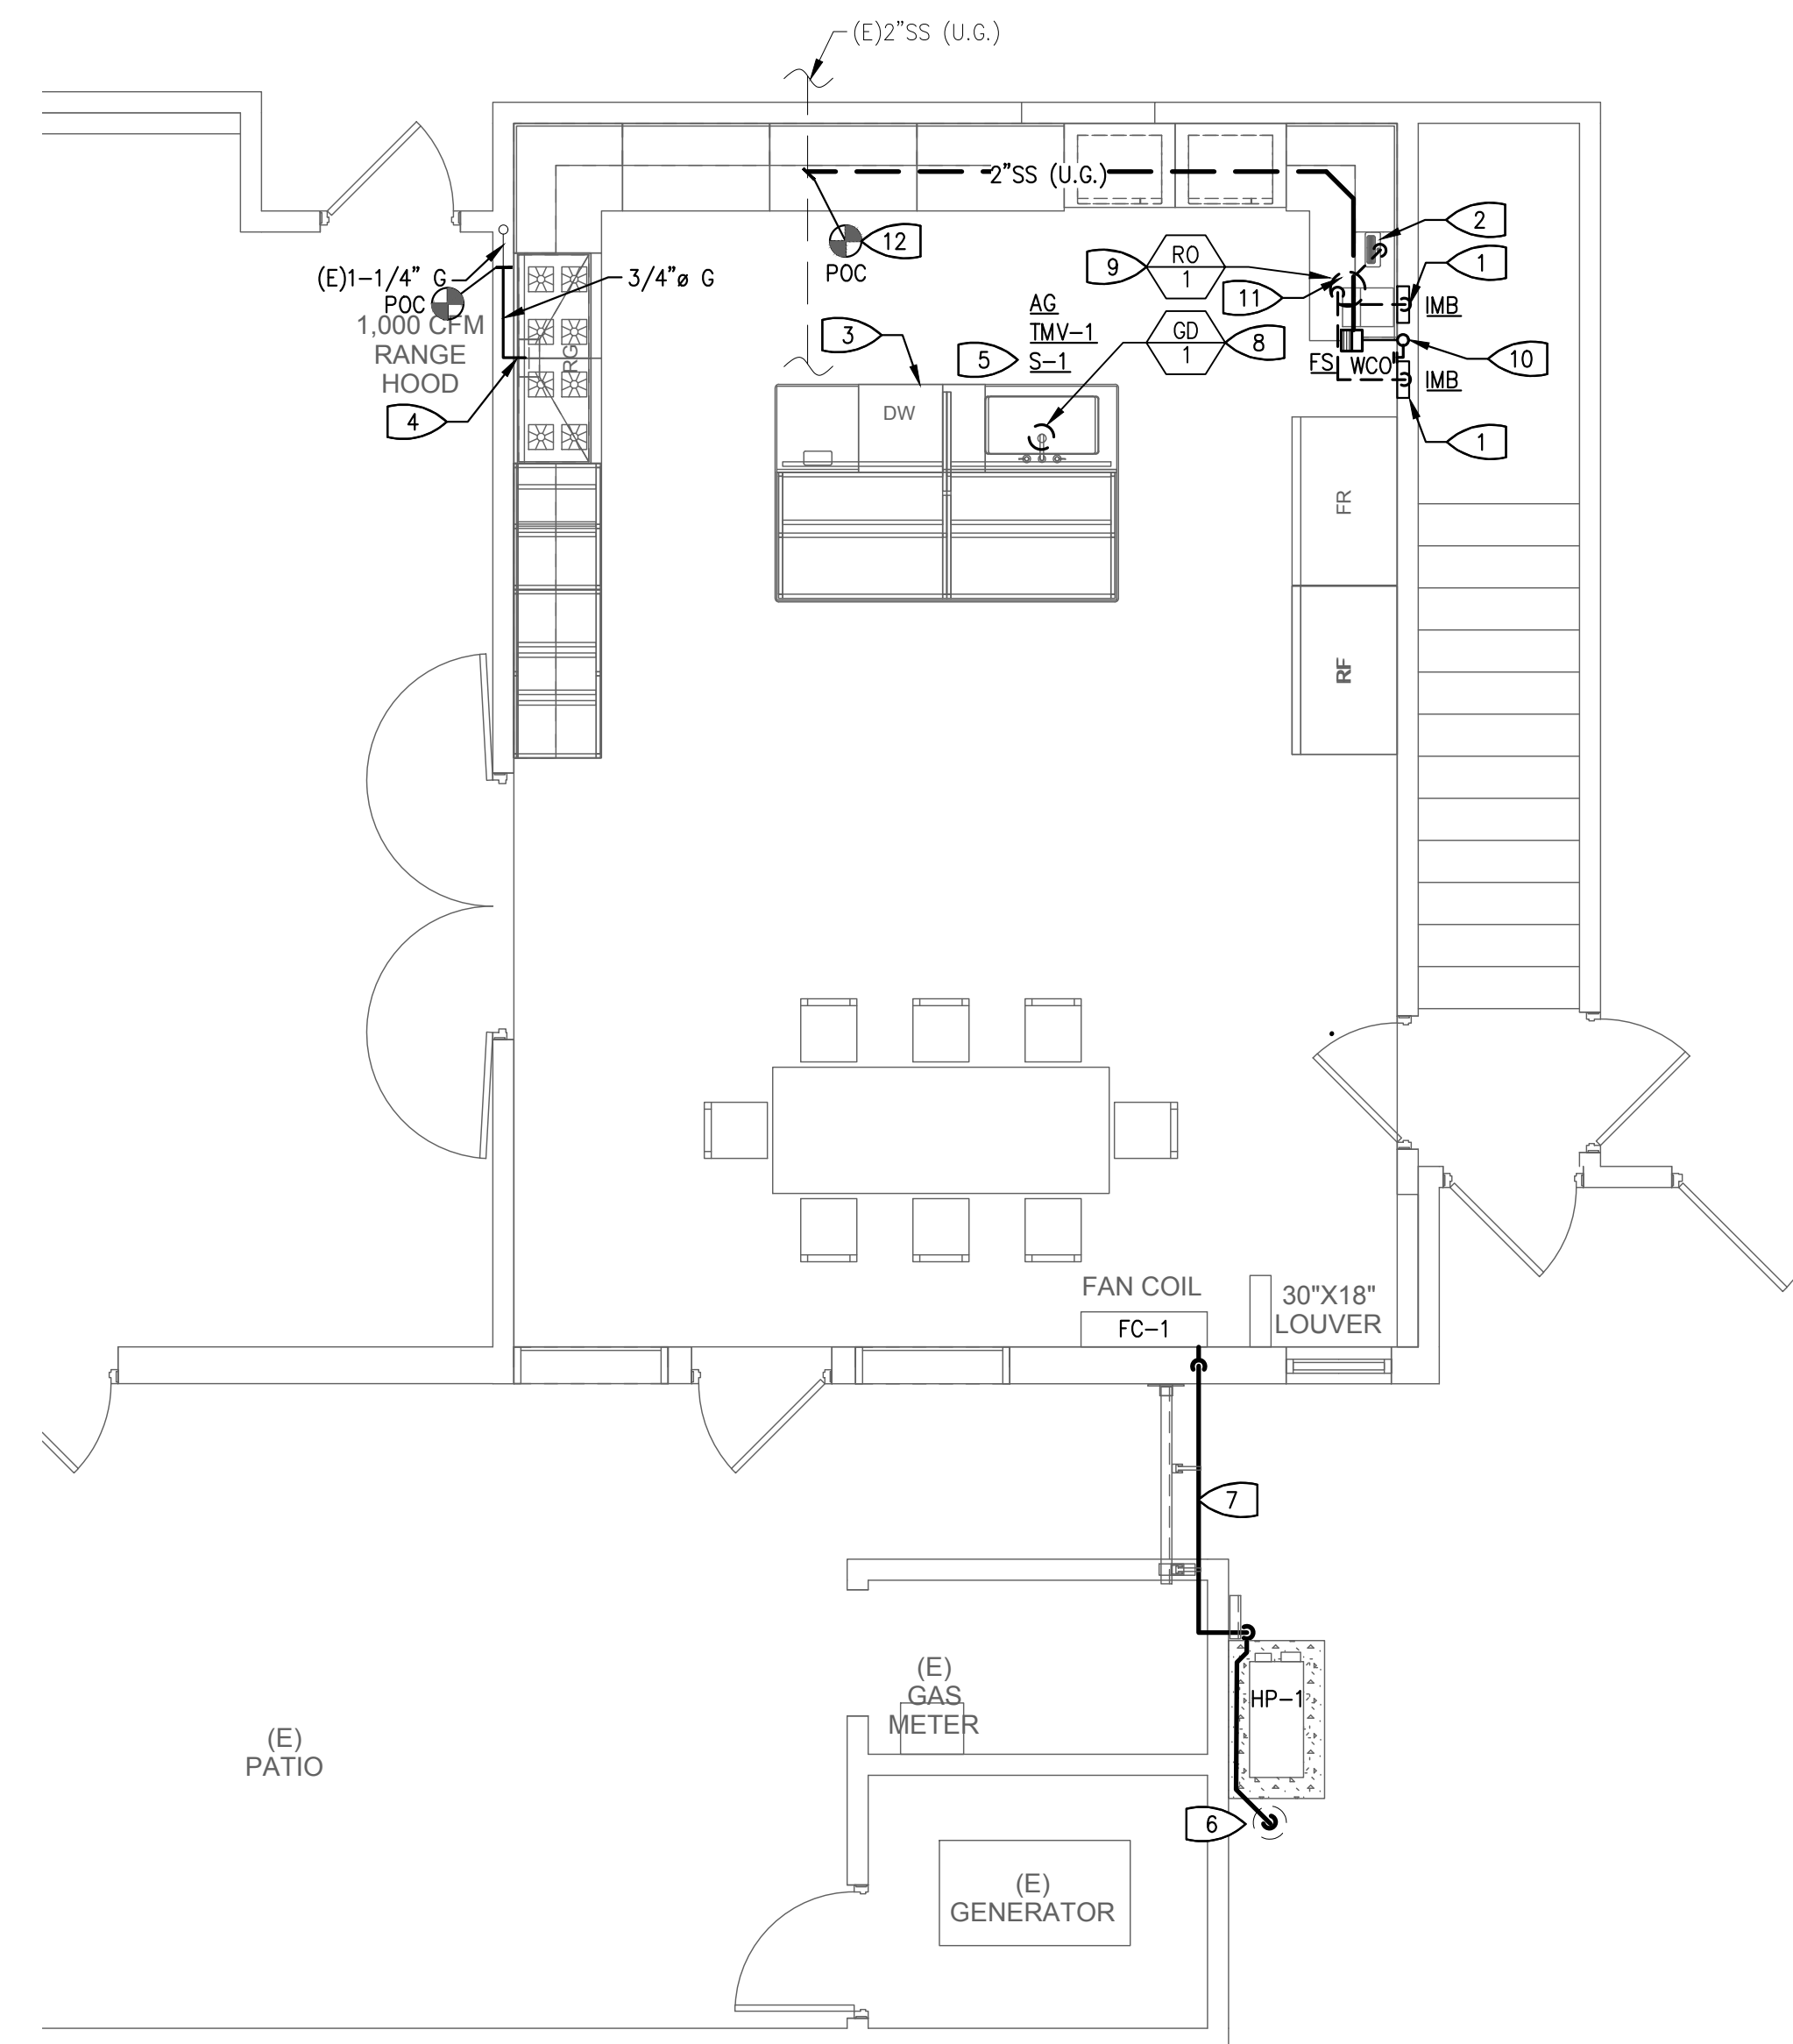 (E)2"SS (U.G.)
2"SS (U.G.)
2
12
POC
9
RO
1
1
11
IMB
(E)1-1/4" G
POC
3/4"ø G
1,000 CFM
RANGE
HOOD
RG
4
3
AG
TMV-1
S-1
5
GD
1
8
FS
WCO
10
IMB
1
DW
FR
RF
FAN COIL
FC-1
30"X18"
LOUVER
7
(E)
GAS
METER
HP-1
(E)
PATIO
6
(E)
GENERATOR